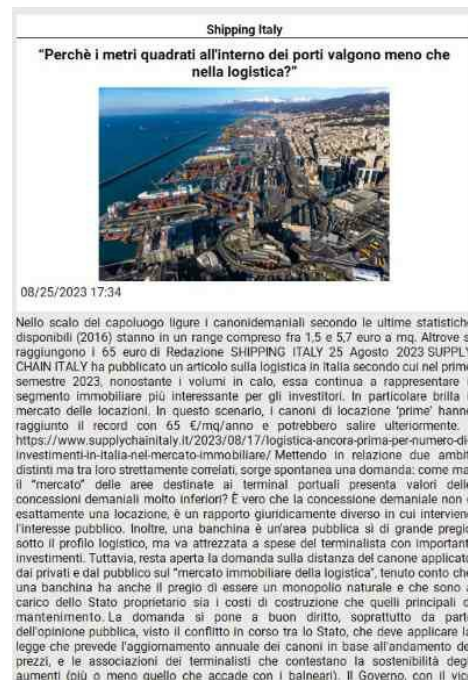 Shipping Italy
“Perchè i metri quadrati all'interno dei porti valgono meno che
nella logistica?”
08/25/2023 17:34
Nello scalo del capoluogo ligure i canonidemaniali secondo le ultime statistiche
disponibili (2016) stanno in un range compreso fra 1,5 e 5,7 euro a mq. Altrove si
raggiungono i 65 euro di Redazione SHIPPING ITALY 25 Agosto 2023 SUPPLY
CHAIN ITALY ha pubblicato un articolo sulla logistica in Italia secondo cui nel primo
semestre 2023, nonostante i volumi in calo, essa continua a rappresentare
segmento immobiliare più interessante per gli investitori. In particolare brilla
mercato delle locazioni. In questo scenario, i canoni di locazione 'prime' hanno
raggiunto il record con 65 €/mq/anno e potrebbero salire ulteriormente.
https://www.supplychainitaly.it/2023/08/17/logistica-ancora-prima-per-numero-di-
investimenti-in-italia-nel-mercato-immobiliare/ Mettendo in relazione due ambiti
distinti ma tra loro strettamente correlati, sorge spontanea una domanda: come mai
il “mercato” delle aree destinate ai terminal portuali presenta valori delle
concessioni demaniali molto inferiori? È vero che la concessione demaniale non è
esattamente una locazione, è un rapporto giuridicamente diverso in cui interviene
l'interesse pubblico. Inoltre, una banchina è un'area pubblica sì di grande pregio
sotto il profilo logistico, ma va attrezzata a spese del terminalista con importanti
investimenti. Tuttavia, resta aperta la domanda sulla distanza del canone applicato
dai privati e dal pubblico sul “mercato immobiliare della logistica”, tenuto conto che
una banchina ha anche il pregio di essere un monopolio naturale e che sono a
carico dello Stato proprietario sia i costi di costruzione che quelli principali di
mantenimento. La domanda si pone a buon diritto, soprattutto da parte
dell'opinione pubblica, visto il conflitto in corso tra lo Stato, che deve applicare la
legge che prevede l'aggiornamento annuale dei canoni in base all'andamento dei
prezzi, e le associazioni dei terminalisti che contestano la sostenibilità degli
aumenti (più o meno quello che accade con i balneari). Il Governo, con il vice